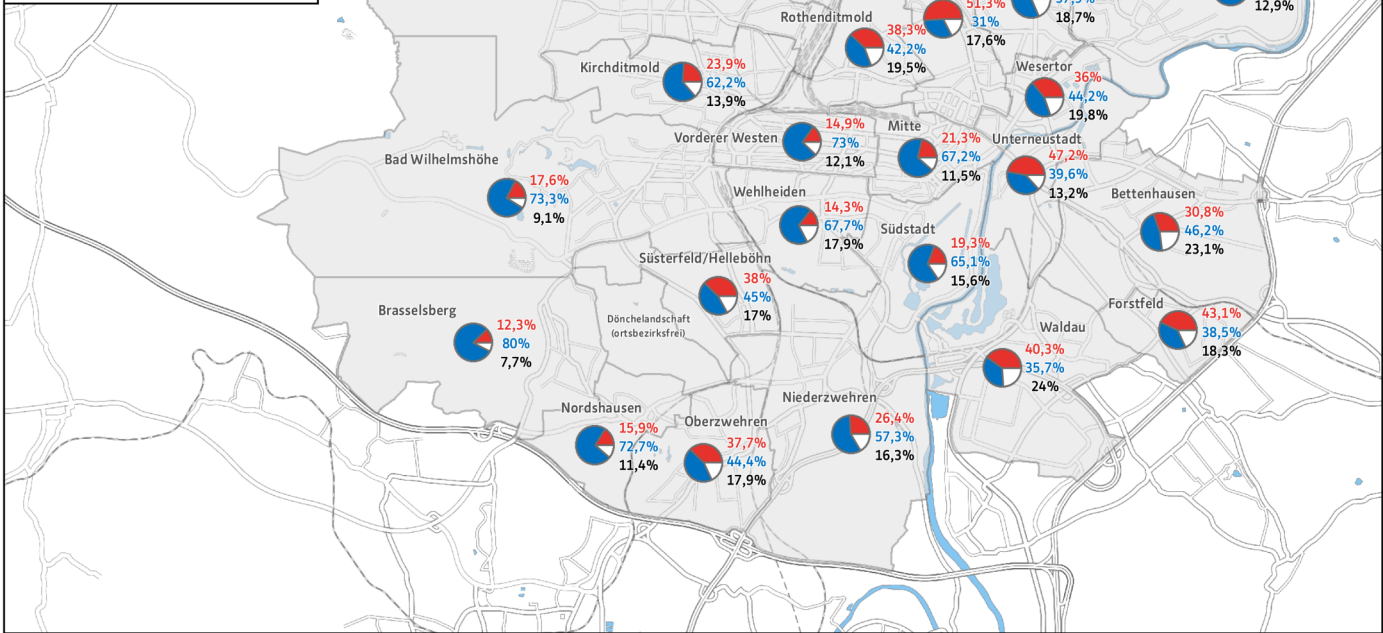 12,9%
18,7%
51,3%
31%
17,6%
Rothenditmold
38,3%
42,2%
19,5%
Kirchditmold
23,9%
62,2%
13,9%
Wesertor
36%
44,2%
19,8%
Vorderer Westen
14,9%
73%
12,1%
Mitte
21,3%
67,2%
11,5%
Unterneustadt
47,2%
39,6%
13,2%
Bad Wilhelmshöhe
17,6%
73,3%
9,1%
Wehlheiden
14,3%
67,7%
17,9%
Bettenhausen
30,8%
46,2%
23,1%
Südstadt
19,3%
65,1%
15,6%
Süsterfeld/Helleböhn
38%
45%
17%
Dönchelandschaft
(ortsbezirksfrei)
Brasselsberg
12,3%
80%
7,7%
Forstfeld
43,1%
38,5%
18,3%
Waldau
40,3%
35,7%
24%
Nordshausen
15,9%
72,7%
11,4%
Oberzwehren
37,7%
44,4%
17,9%
Niederzwehren
26,4%
57,3%
16,3%